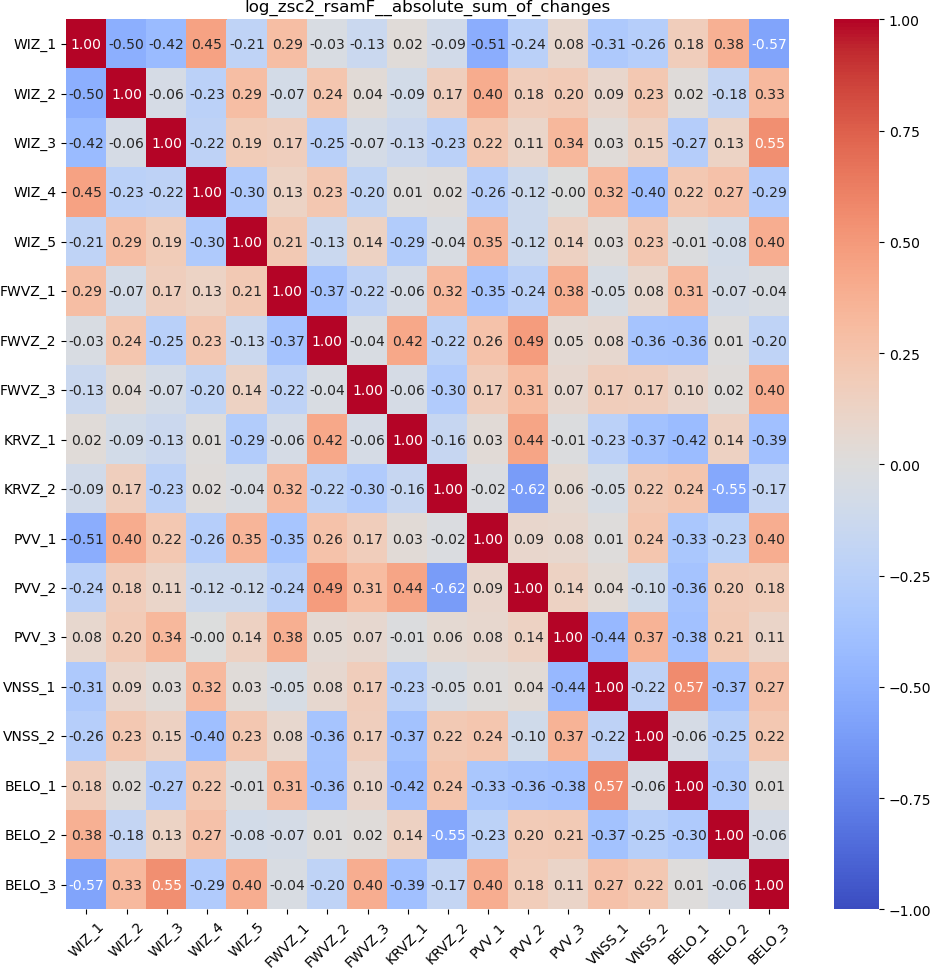 log_zsc2_rsamF__absolute_sum_of_changes
WIZ_1 1.00 -0.50 -0.42 0.45 -0.21 0.29 -0.03 -0.13 0.02 -0.09 -0.51 -0.24 0.08 -0.31 -0.26 0.18 0.38 -0.57
WIZ_2 -0.50 1.00 -0.06 -0.23 0.29 -0.07 0.24 0.04 -0.09 0.17 0.40 0.18 0.20 0.09 0.23 0.02 -0.18 0.33
WIZ_3 -0.42 -0.06 1.00 -0.22 0.19 0.17 -0.25 -0.07 -0.13 -0.23 0.22 0.11 0.34 0.03 0.15 -0.27 0.13 0.55
WIZ_4 0.45 -0.23 -0.22 1.00 -0.30 0.13 0.23 -0.20 0.01 0.02 -0.26 -0.12 -0.00 0.32 -0.40 0.22 0.27 -0.29
WIZ_5 -0.21 0.29 0.19 -0.30 1.00 0.21 -0.13 0.14 -0.29 -0.04 0.35 -0.12 0.14 0.03 0.23 -0.01 -0.08 0.40
FWVZ_1 0.29 -0.07 0.17 0.13 0.21 1.00 -0.37 -0.22 -0.06 0.32 -0.35 -0.24 0.38 -0.05 0.08 0.31 -0.07 -0.04
FWVZ_2 -0.03 0.24 -0.25 0.23 -0.13 -0.37 1.00 -0.04 0.42 -0.22 0.26 0.49 0.05 0.08 -0.36 -0.36 0.01 -0.20
FWVZ_3 -0.13 0.04 -0.07 -0.20 0.14 -0.22 -0.04 1.00 -0.06 -0.30 0.17 0.31 0.07 0.17 0.17 0.10 0.02 0.40
KRVZ_1 0.02 -0.09 -0.13 0.01 -0.29 -0.06 0.42 -0.06 1.00 -0.16 0.03 0.44 -0.01 -0.23 -0.37 -0.42 0.14 -0.39
KRVZ_2 -0.09 0.17 -0.23 0.02 -0.04 0.32 -0.22 -0.30 -0.16 1.00 -0.02 -0.62 0.06 -0.05 0.22 0.24 -0.55 -0.17
PVV_1 -0.51 0.40 0.22 -0.26 0.35 -0.35 0.26 0.17 0.03 -0.02 1.00 0.09 0.08 0.01 0.24 -0.33 -0.23 0.40
PVV_2 -0.24 0.18 0.11 -0.12 -0.12 -0.24 0.49 0.31 0.44 -0.62 0.09 1.00 0.14 0.04 -0.10 -0.36 0.20 0.18
PVV_3 0.08 0.20 0.34 -0.00 0.14 0.38 0.05 0.07 -0.01 0.06 0.08 0.14 1.00 -0.44 0.37 -0.38 0.21 0.11
VNSS_1 -0.31 0.09 0.03 0.32 0.03 -0.05 0.08 0.17 -0.23 -0.05 0.01 0.04 -0.44 1.00 -0.22 0.57 -0.37 0.27
VNSS_2 -0.26 0.23 0.15 -0.40 0.23 0.08 -0.36 0.17 -0.37 0.22 0.24 -0.10 0.37 -0.22 1.00 -0.06 -0.25 0.22
BELO_1 0.18 0.02 -0.27 0.22 -0.01 0.31 -0.36 0.10 -0.42 0.24 -0.33 -0.36 -0.38 0.57 -0.06 1.00 -0.30 0.01
BELO_2 0.38 -0.18 0.13 0.27 -0.08 -0.07 0.01 0.02 0.14 -0.55 -0.23 0.20 0.21 -0.37 -0.25 -0.30 1.00 -0.06
BELO_3 -0.57 0.33 0.55 -0.29 0.40 -0.04 -0.20 0.40 -0.39 -0.17 0.40 0.18 0.11 0.27 0.22 0.01 -0.06 1.00
WIZ_1 WIZ_2 WIZ_3 WIZ_4 WIZ_5 FWVZ_1 FWVZ_2 FWVZ_3 KRVZ_1 KRVZ_2 PVV_1 PVV_2 PVV_3 VNSS_1 VNSS_2 BELO_1 BELO_2 BELO_3
1.00
0.75
0.50
0.25
0.00
−0.25
−0.50
−0.75
−1.00